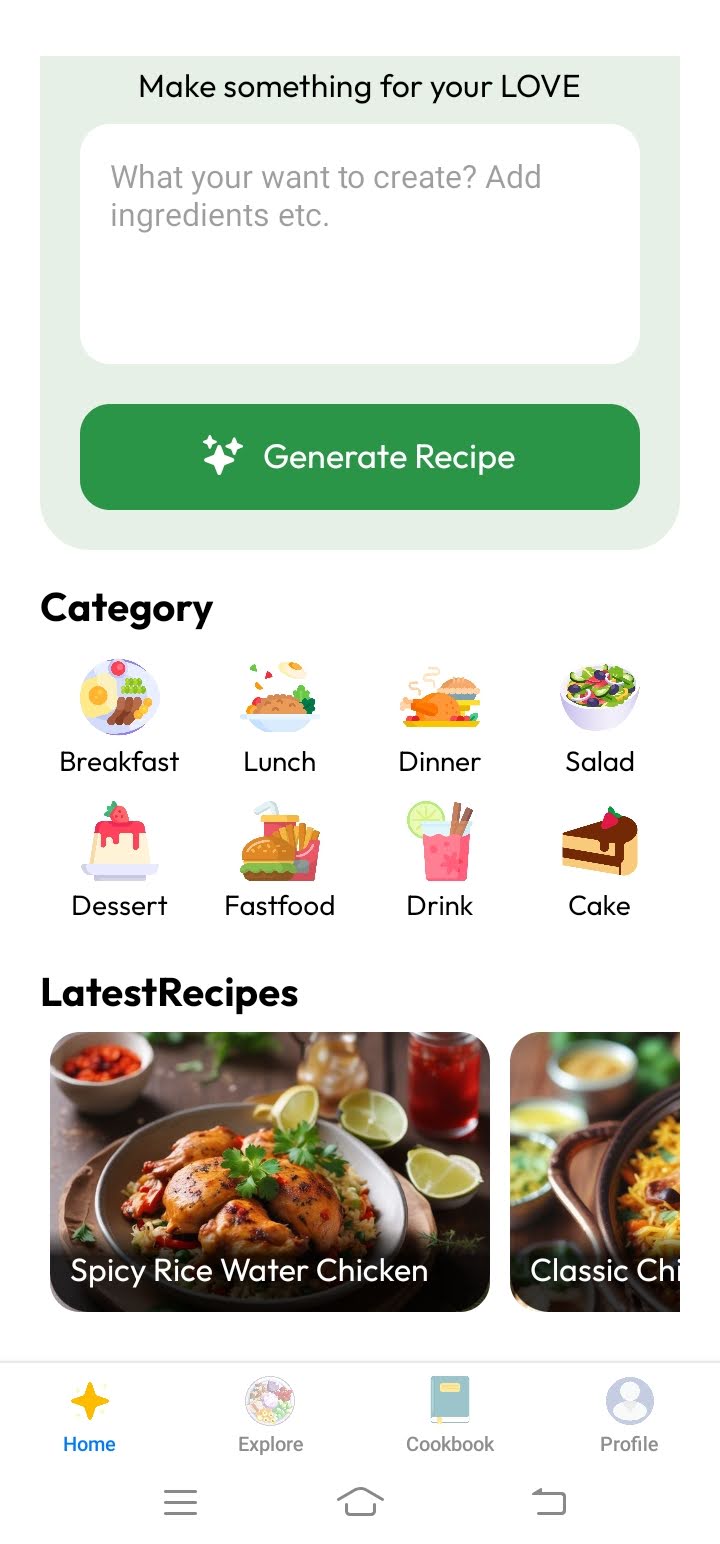 Make something for your LOVE
What your want to create? Add
ingredients etc.
Generate Recipe
Category
Breakfast
Lunch
Dinner
Salad
Dessert
Fastfood
Drink
Cake
LatestRecipes
Spicy Rice Water Chicken
Classic Chi
Home
Explore
Cookbook
Profile